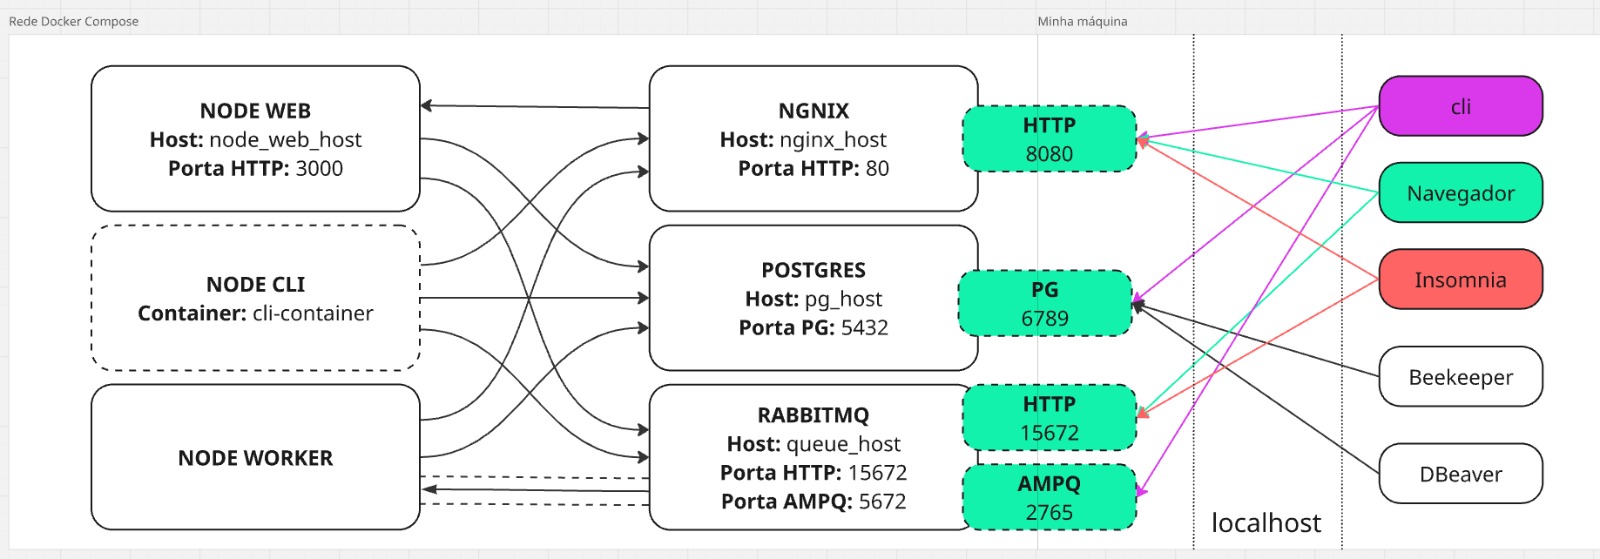 Rede Docker Compose
Minha máquina
NODE WEB
Host: node_web_host
Porta HTTP: 3000
NGNIX
Host: nginx_host
Porta HTTP: 80
HTTP
8080
cli
Navegador
NODE CLI
Container: cli-container
POSTGRES
Host: pg_host
Porta PG: 5432
PG
6789
Insomnia
Beekeeper
NODE WORKER
RABBITMQ
Host: queue_host
Porta HTTP: 15672
Porta AMPQ: 5672
HTTP
15672
AMPQ
2765
DBeaver
localhost